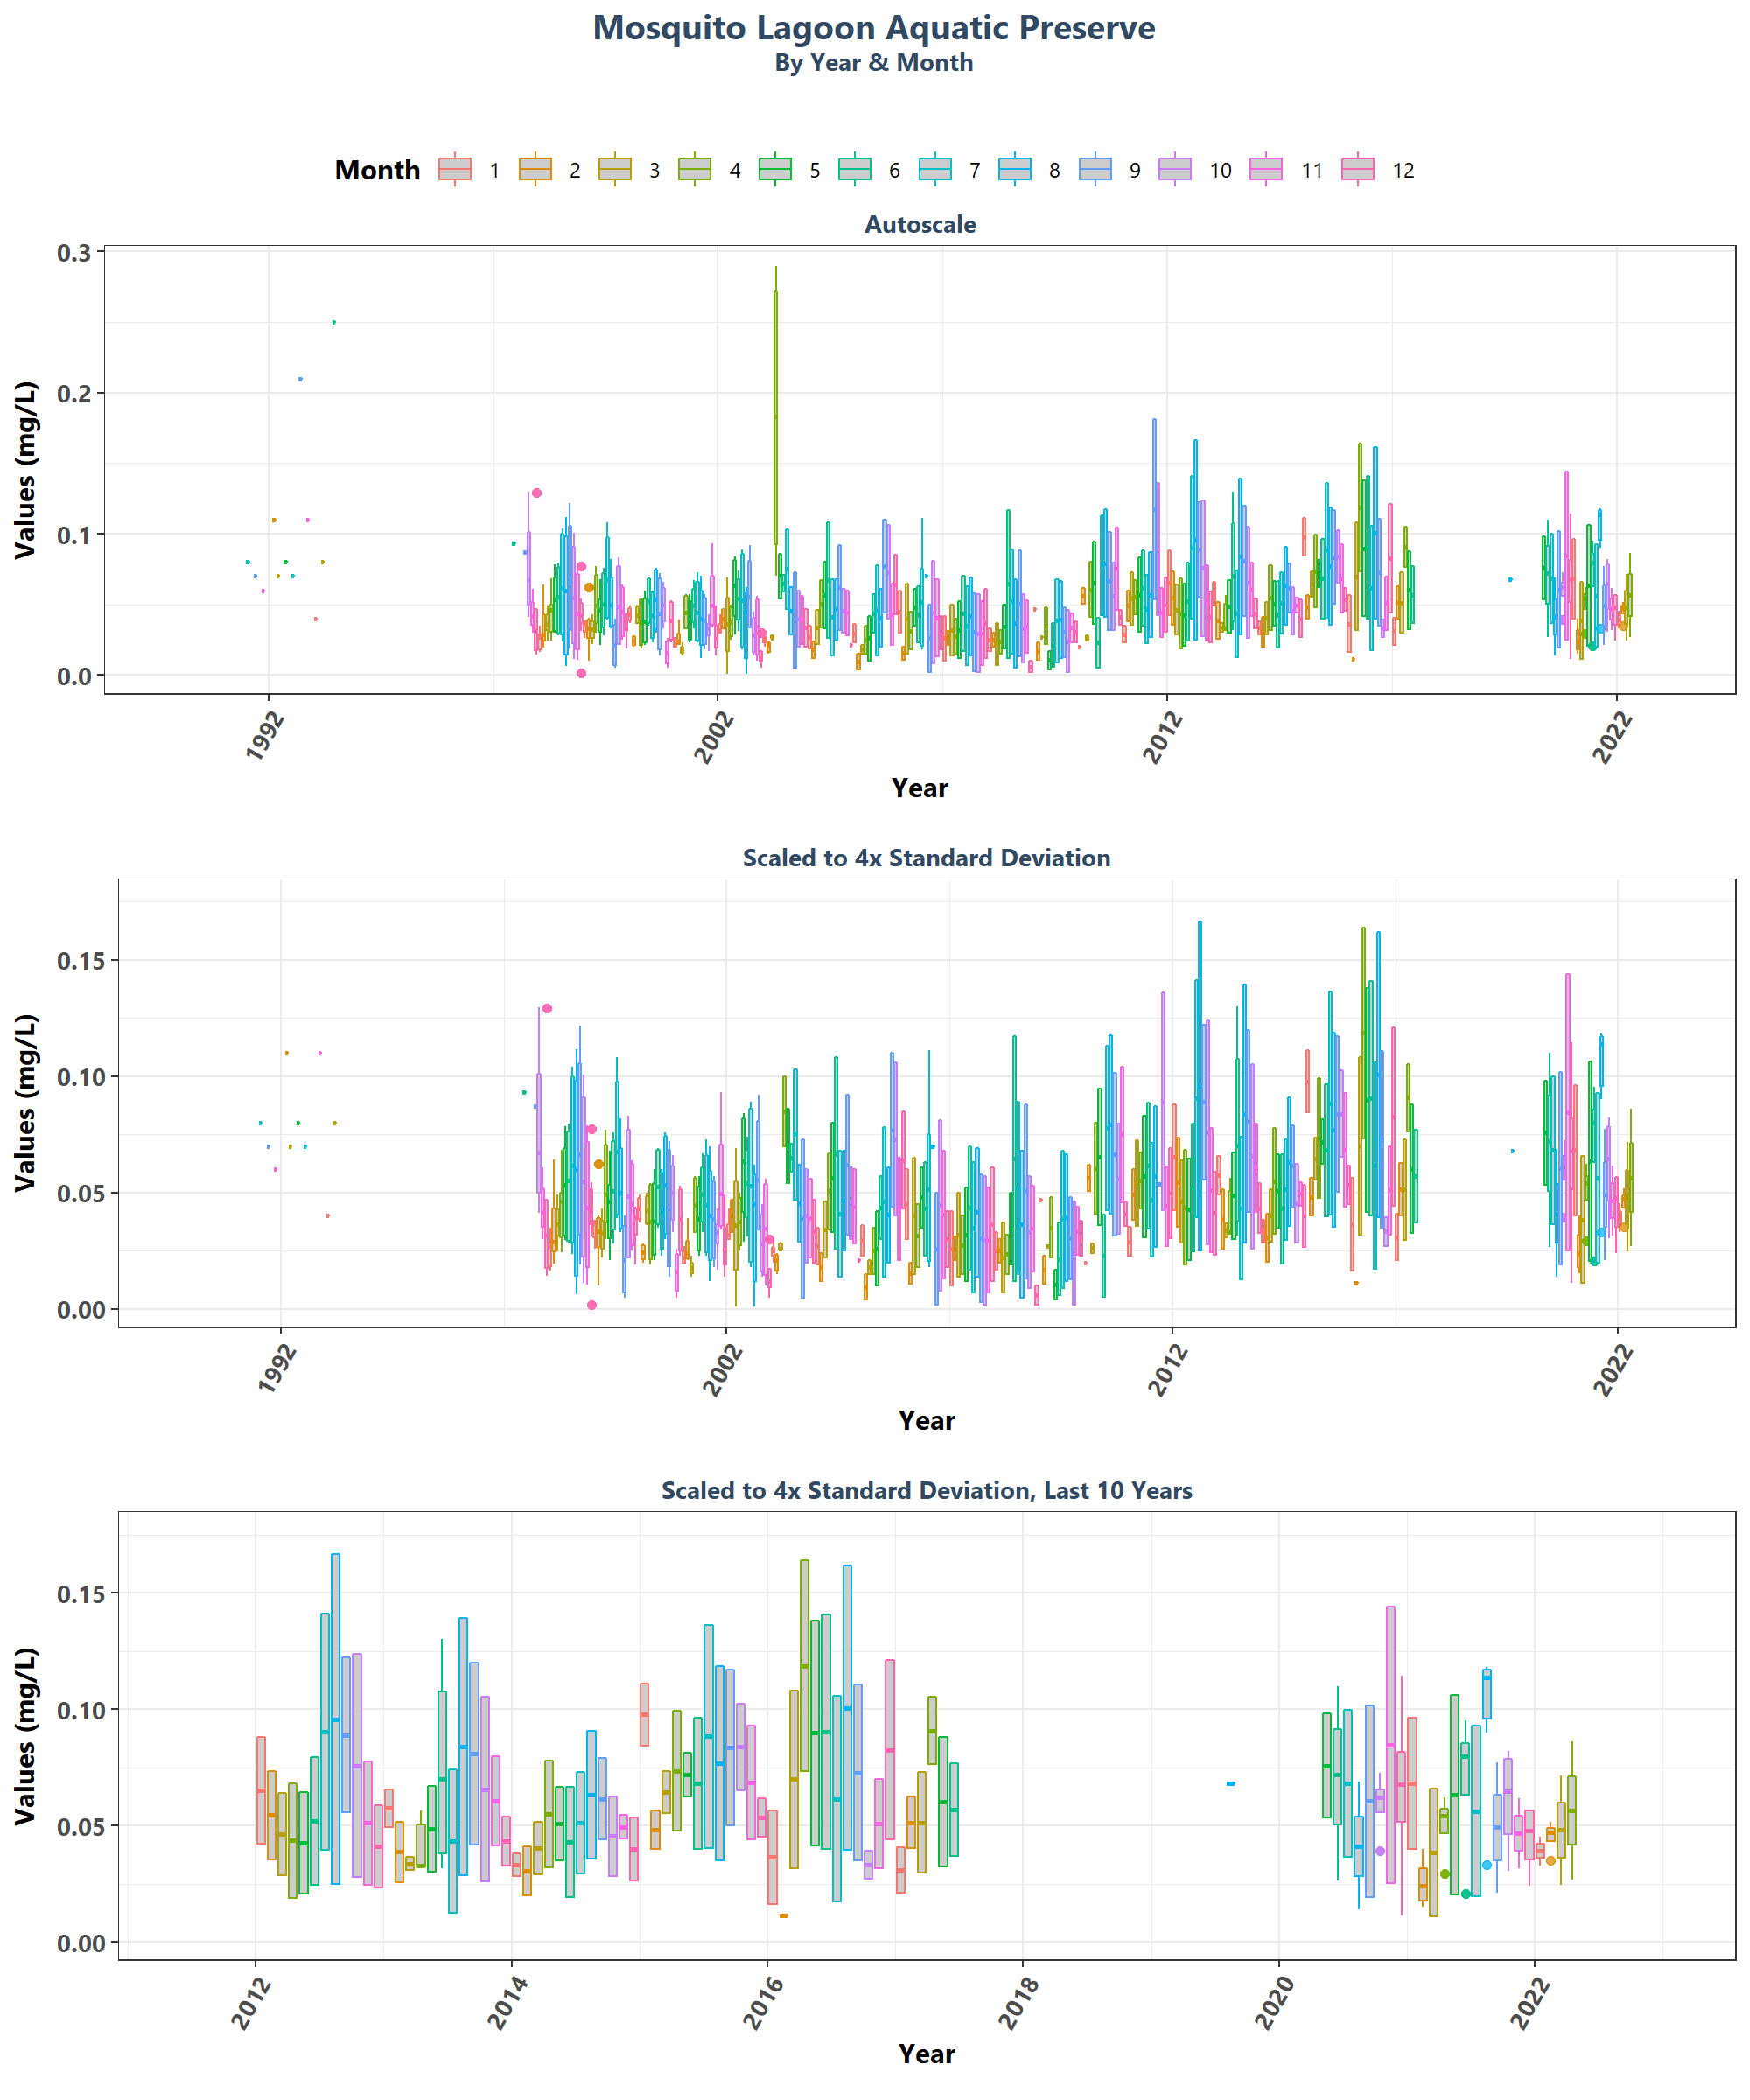 Mosquito Lagoon Aquatic Preserve
By Year & Month
Month 1 2 3 4 5 6 7 8 9 10 11 12
Autoscale
Values (mg/L)
0.3
0.2
0.1
0.0
1992 2002 2012 2022
Year
Scaled to 4x Standard Deviation
Values (mg/L)
0.15
0.10
0.05
0.00
1992 2002 2012 2022
Year
Scaled to 4x Standard Deviation, Last 10 Years
Values (mg/L)
0.15
0.10
0.05
0.00
2012 2014 2016 2018 2020 2022
Year